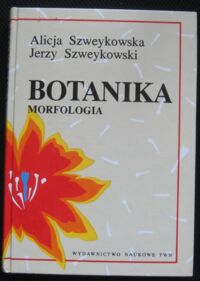 Alicja Szweykowska
Jerzy Szweykowski
BOTANIKA
MORFOLOGIA
WYDAWNICTWO NAUKOWE PWN